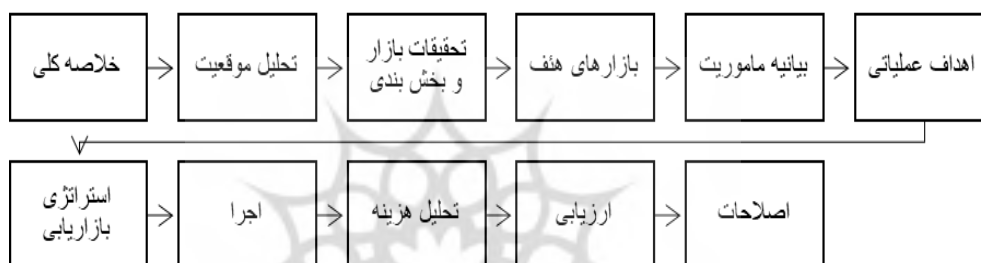 خلاصه کلی
تحلیل موقعیت
تحقیقات بازار
و بخش بندی
بازارهای هئف
بیانیه ماموریت
اهداف عملیاتی
استراتژی
بازاریابی
اجرا
تحلیل هزینه
ارزیابی
اصلاحات